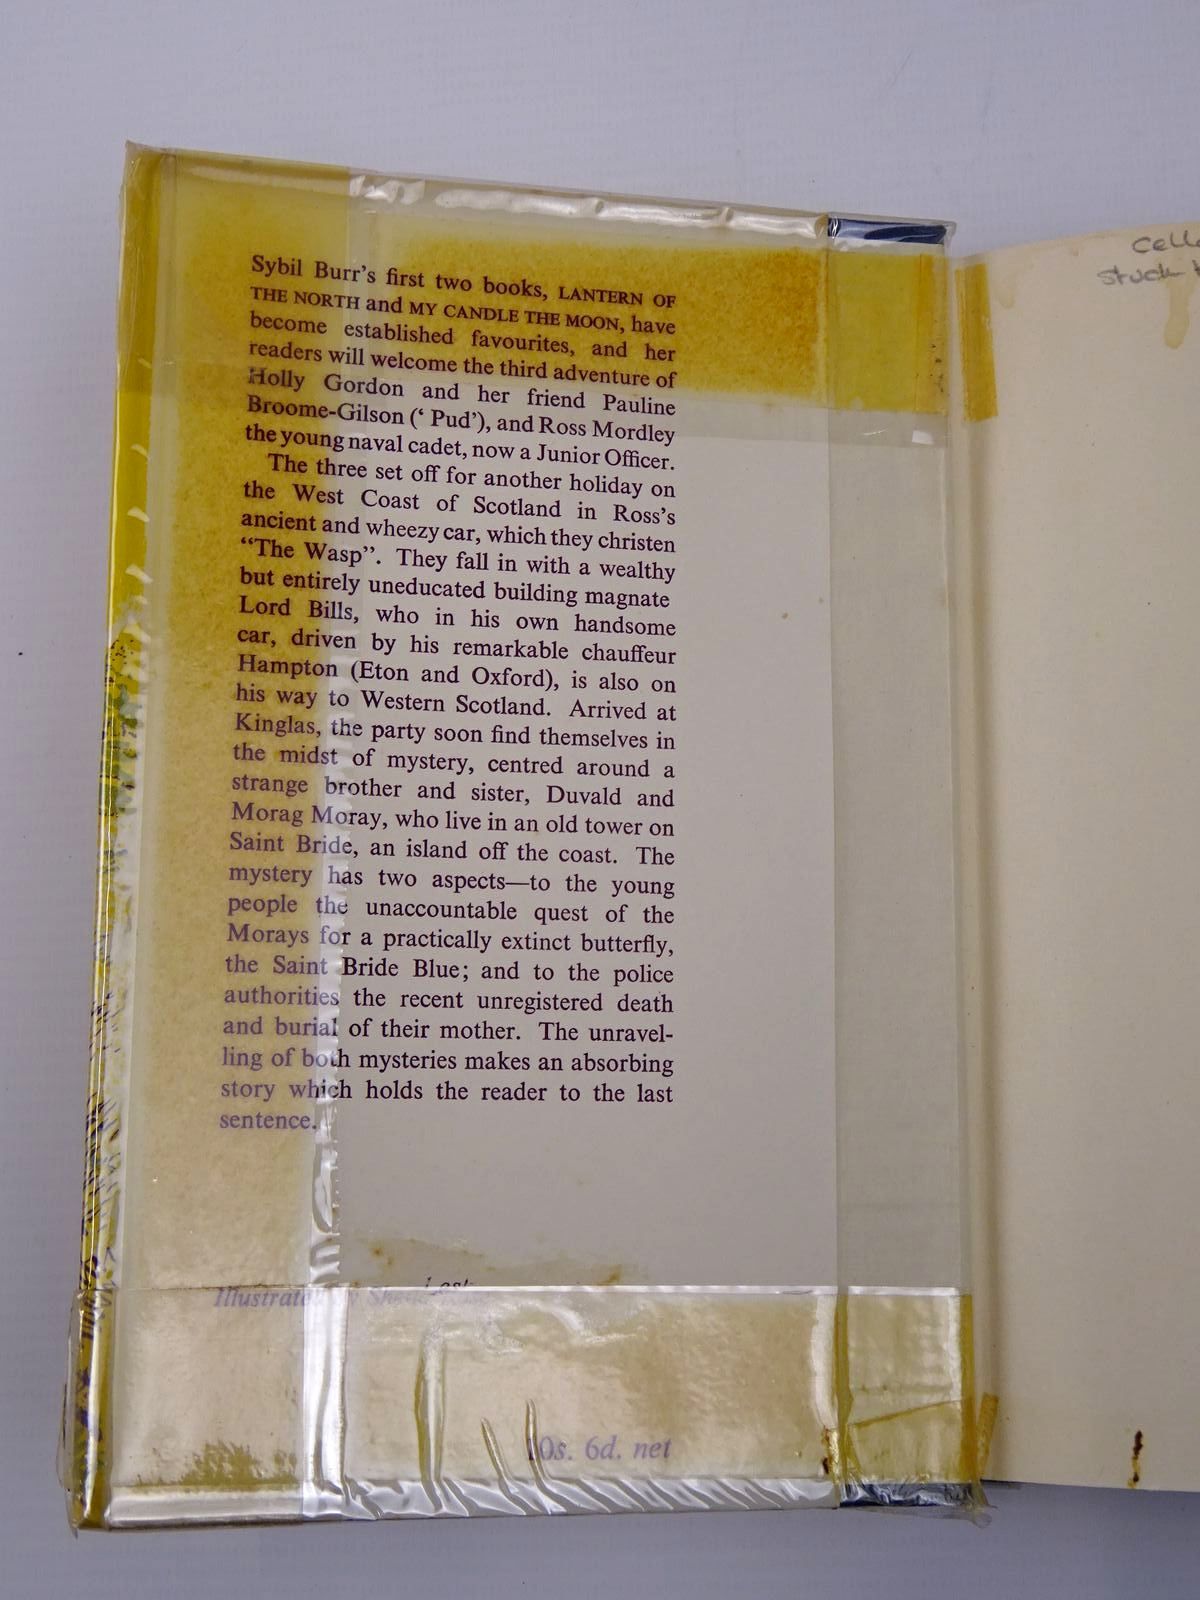 Sybil Burr's first two books, LANTERN OF
THE NORTH and MY CANDLE THE MOON, have
become established favourites, and her
readers will welcome the third adventure of
Holly Gordon and her friend Pauline
Broome-Gilson (‘ Pud’), and Ross Mordley
the young naval cadet, now a Junior Officer.
The three set off for another holiday on
the West Coast of Scotland in Ross's
ancient and wheezy car, which they christen
“The Wasp”. They fall in with a wealthy
but entirely uneducated building magnate
Lord Bills, who in his own handsome
car, driven by his remarkable chauffeur
Hampton (Eton and Oxford), is also on
his way to Western Scotland. Arrived at
Kinglas, the party soon find themselves in
the midst of mystery, centred around a
strange brother and sister, Duvald and
Morag Moray, who live in an old tower on
Saint Bride, an island off the coast. The
mystery has two aspects—to the young
people the unaccountable quest of the
Morays for a practically extinct butterfly,
the Saint Bride Blue; and to the police
authorities the recent unregistered death
and burial of their mother. The unravel-
ling of both mysteries makes an absorbing
story which holds the reader to the last
sentence.
Illustrated by
10s. 6d. net
stuck